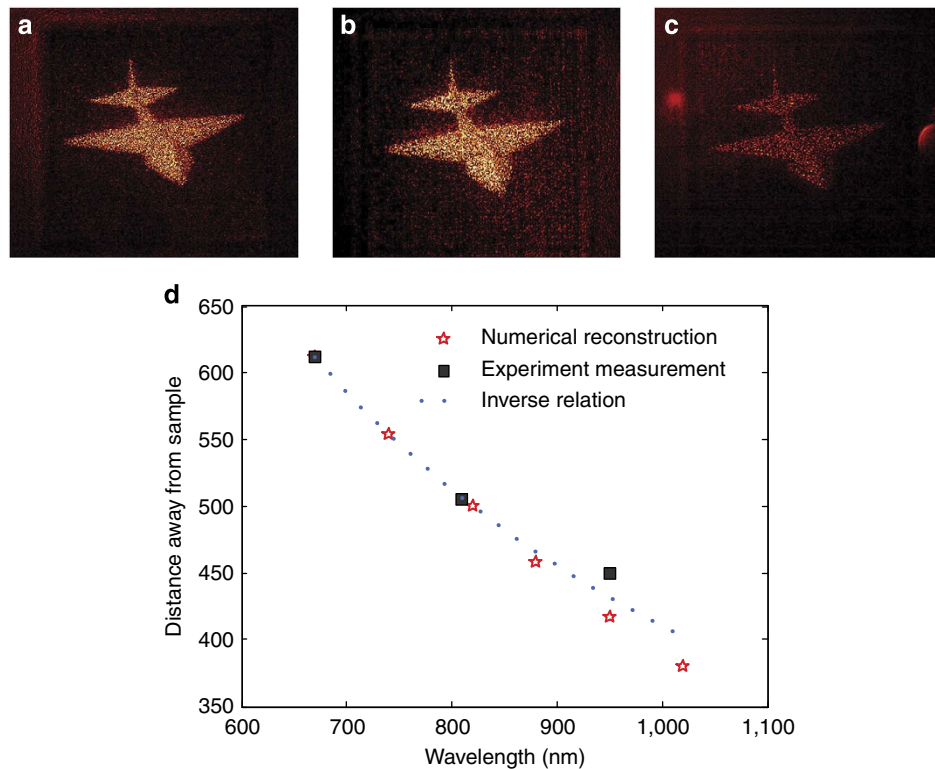 a
b
c
d
650
600
550
500
450
400
350
Distance away from sample
Numerical reconstruction
Experiment measurement
Inverse relation
600
700
800
900
1,000
1,100
Wavelength (nm)